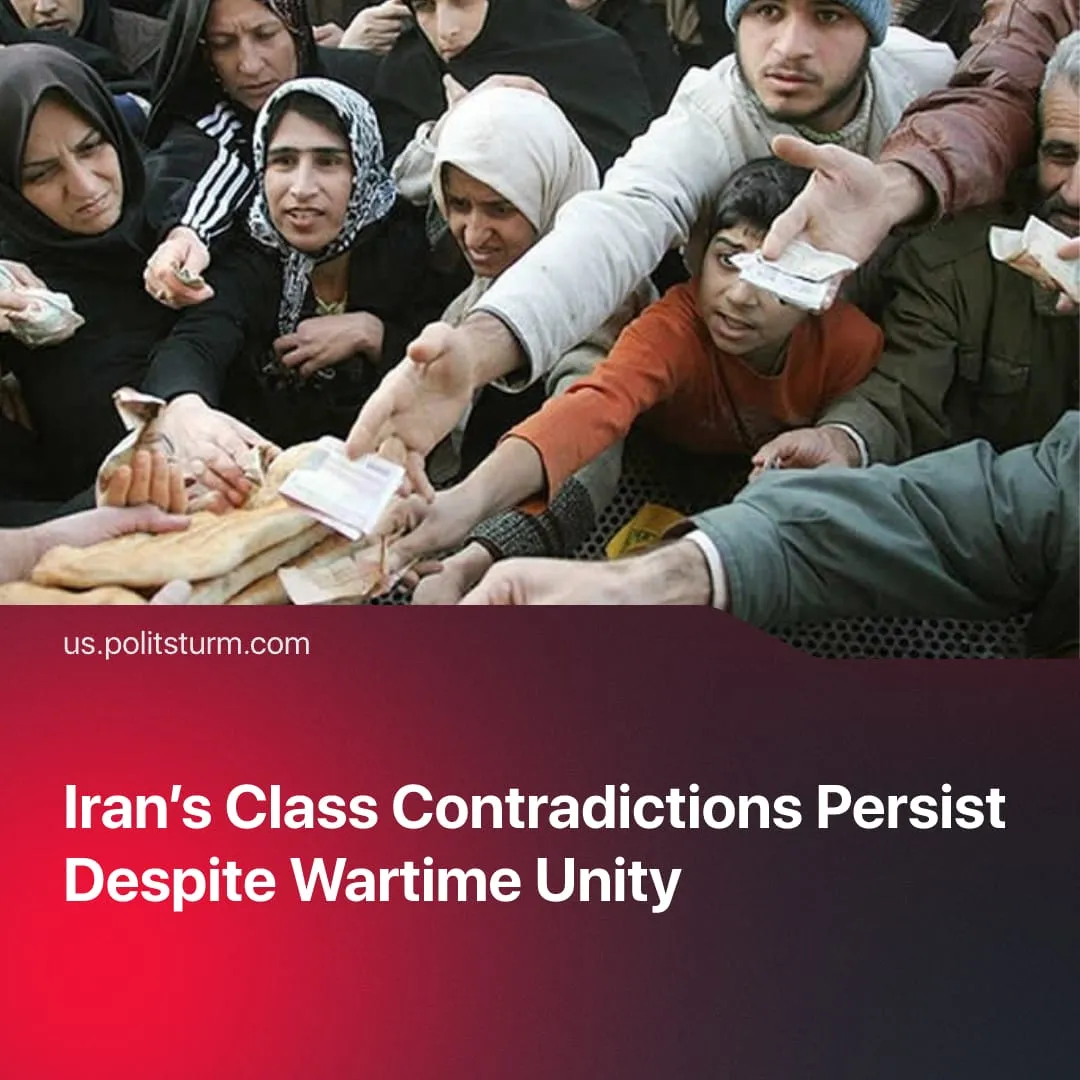 us.politsturm.com
Iran’s Class Contradictions Persist
Despite Wartime Unity